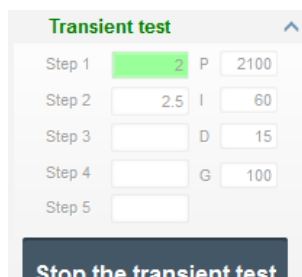 Transient test
Step 1 2 P 2100
Step 2 2.5 I 60
Step 3 D 15
Step 4 G 100
Step 5
Stop the transient test